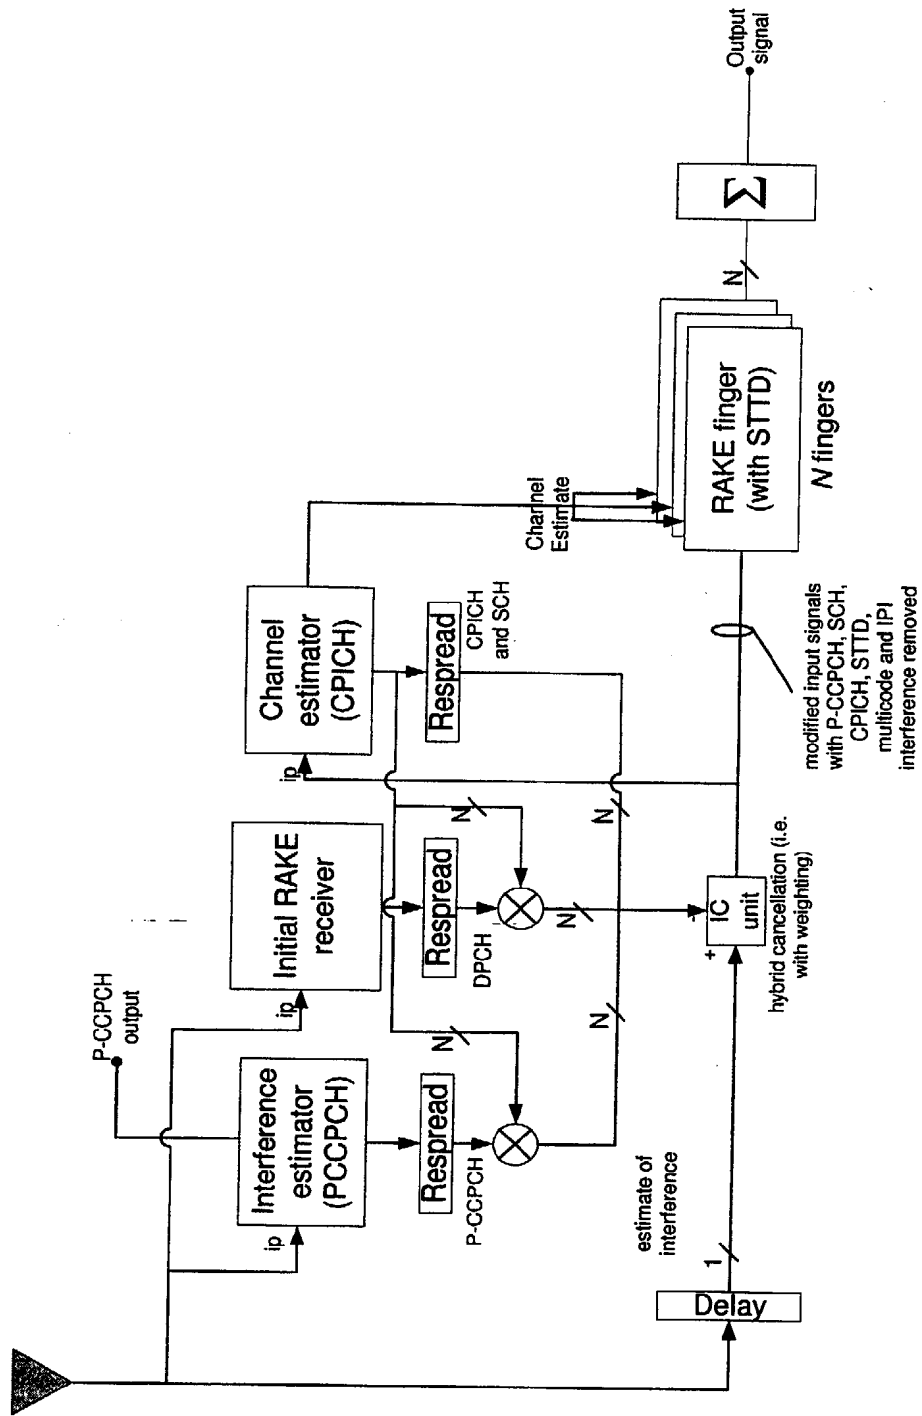 P-CCPCH
output
ip
Interference
estimator
(PCCPCH)
ip
Initial RAKE
receiver
ip
Channel
estimator
(CPICH)
Respread
P-CCPCH
Respread
DPCH
Respread
CPICH
and SCH
N
N
N
N
N
Channel
Estimate
estimate of
interference
Delay
1
+
-
IC
unit
hybrid cancellation (i.e.
with weighting)
modified input signals
with P-CCPCH, SCH,
CPICH, STTD,
multicode and IPI
interference removed
RAKE finger
(with STTD)
N fingers
N
Σ
Output
signal